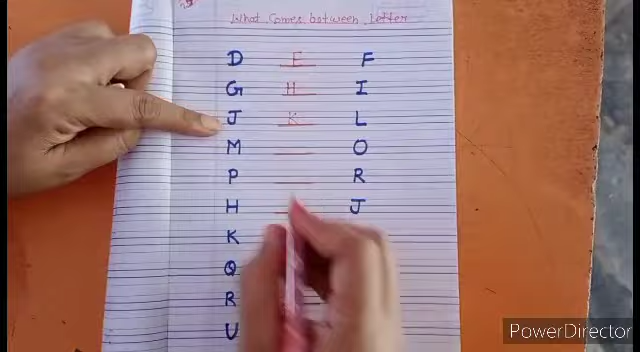 What Comes between letter
D E F
G H I
J K L
M O
P R
H J
K
Q
R
U
PowerDirector